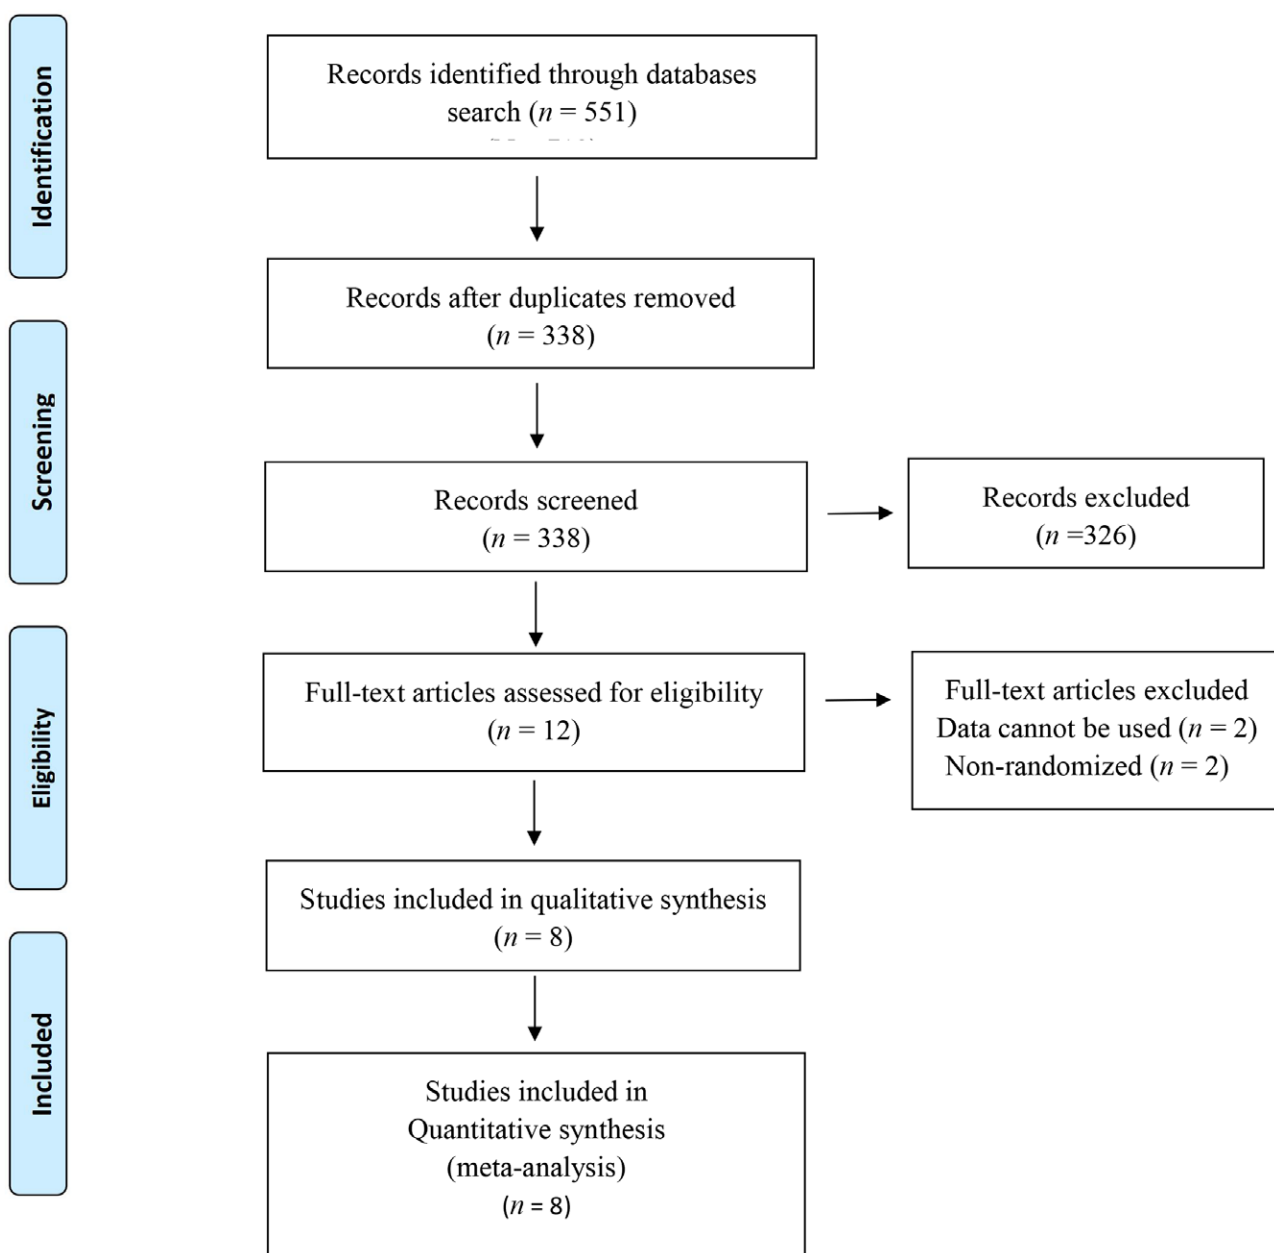 Identification
Records identified through databases
search (n = 551)
Records after duplicates removed
(n = 338)
Screening
Records screened
(n = 338)
Records excluded
(n =326)
Eligibility
Full-text articles assessed for eligibility
(n = 12)
Full-text articles excluded
Data cannot be used (n = 2)
Non-randomized (n = 2)
Studies included in qualitative synthesis
(n = 8)
Included
Studies included in
Quantitative synthesis
(meta-analysis)
(n = 8)